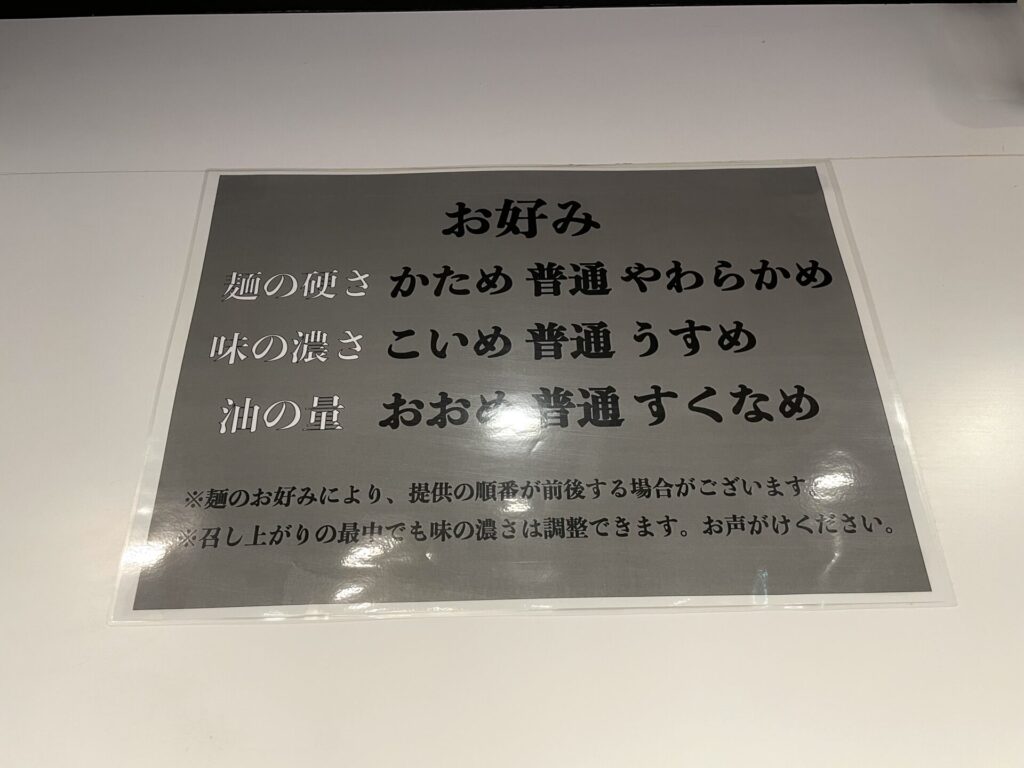 お好み
麺の硬さ かため 普通 やわらかめ
味の濃さ こいめ 普通 うすめ
油の量 おおめ 普通 すくなめ
※麺のお好みにより、提供の順番が前後する場合がございます。
※召し上がりの最中でも味の濃さは調整できます。お声がけください。